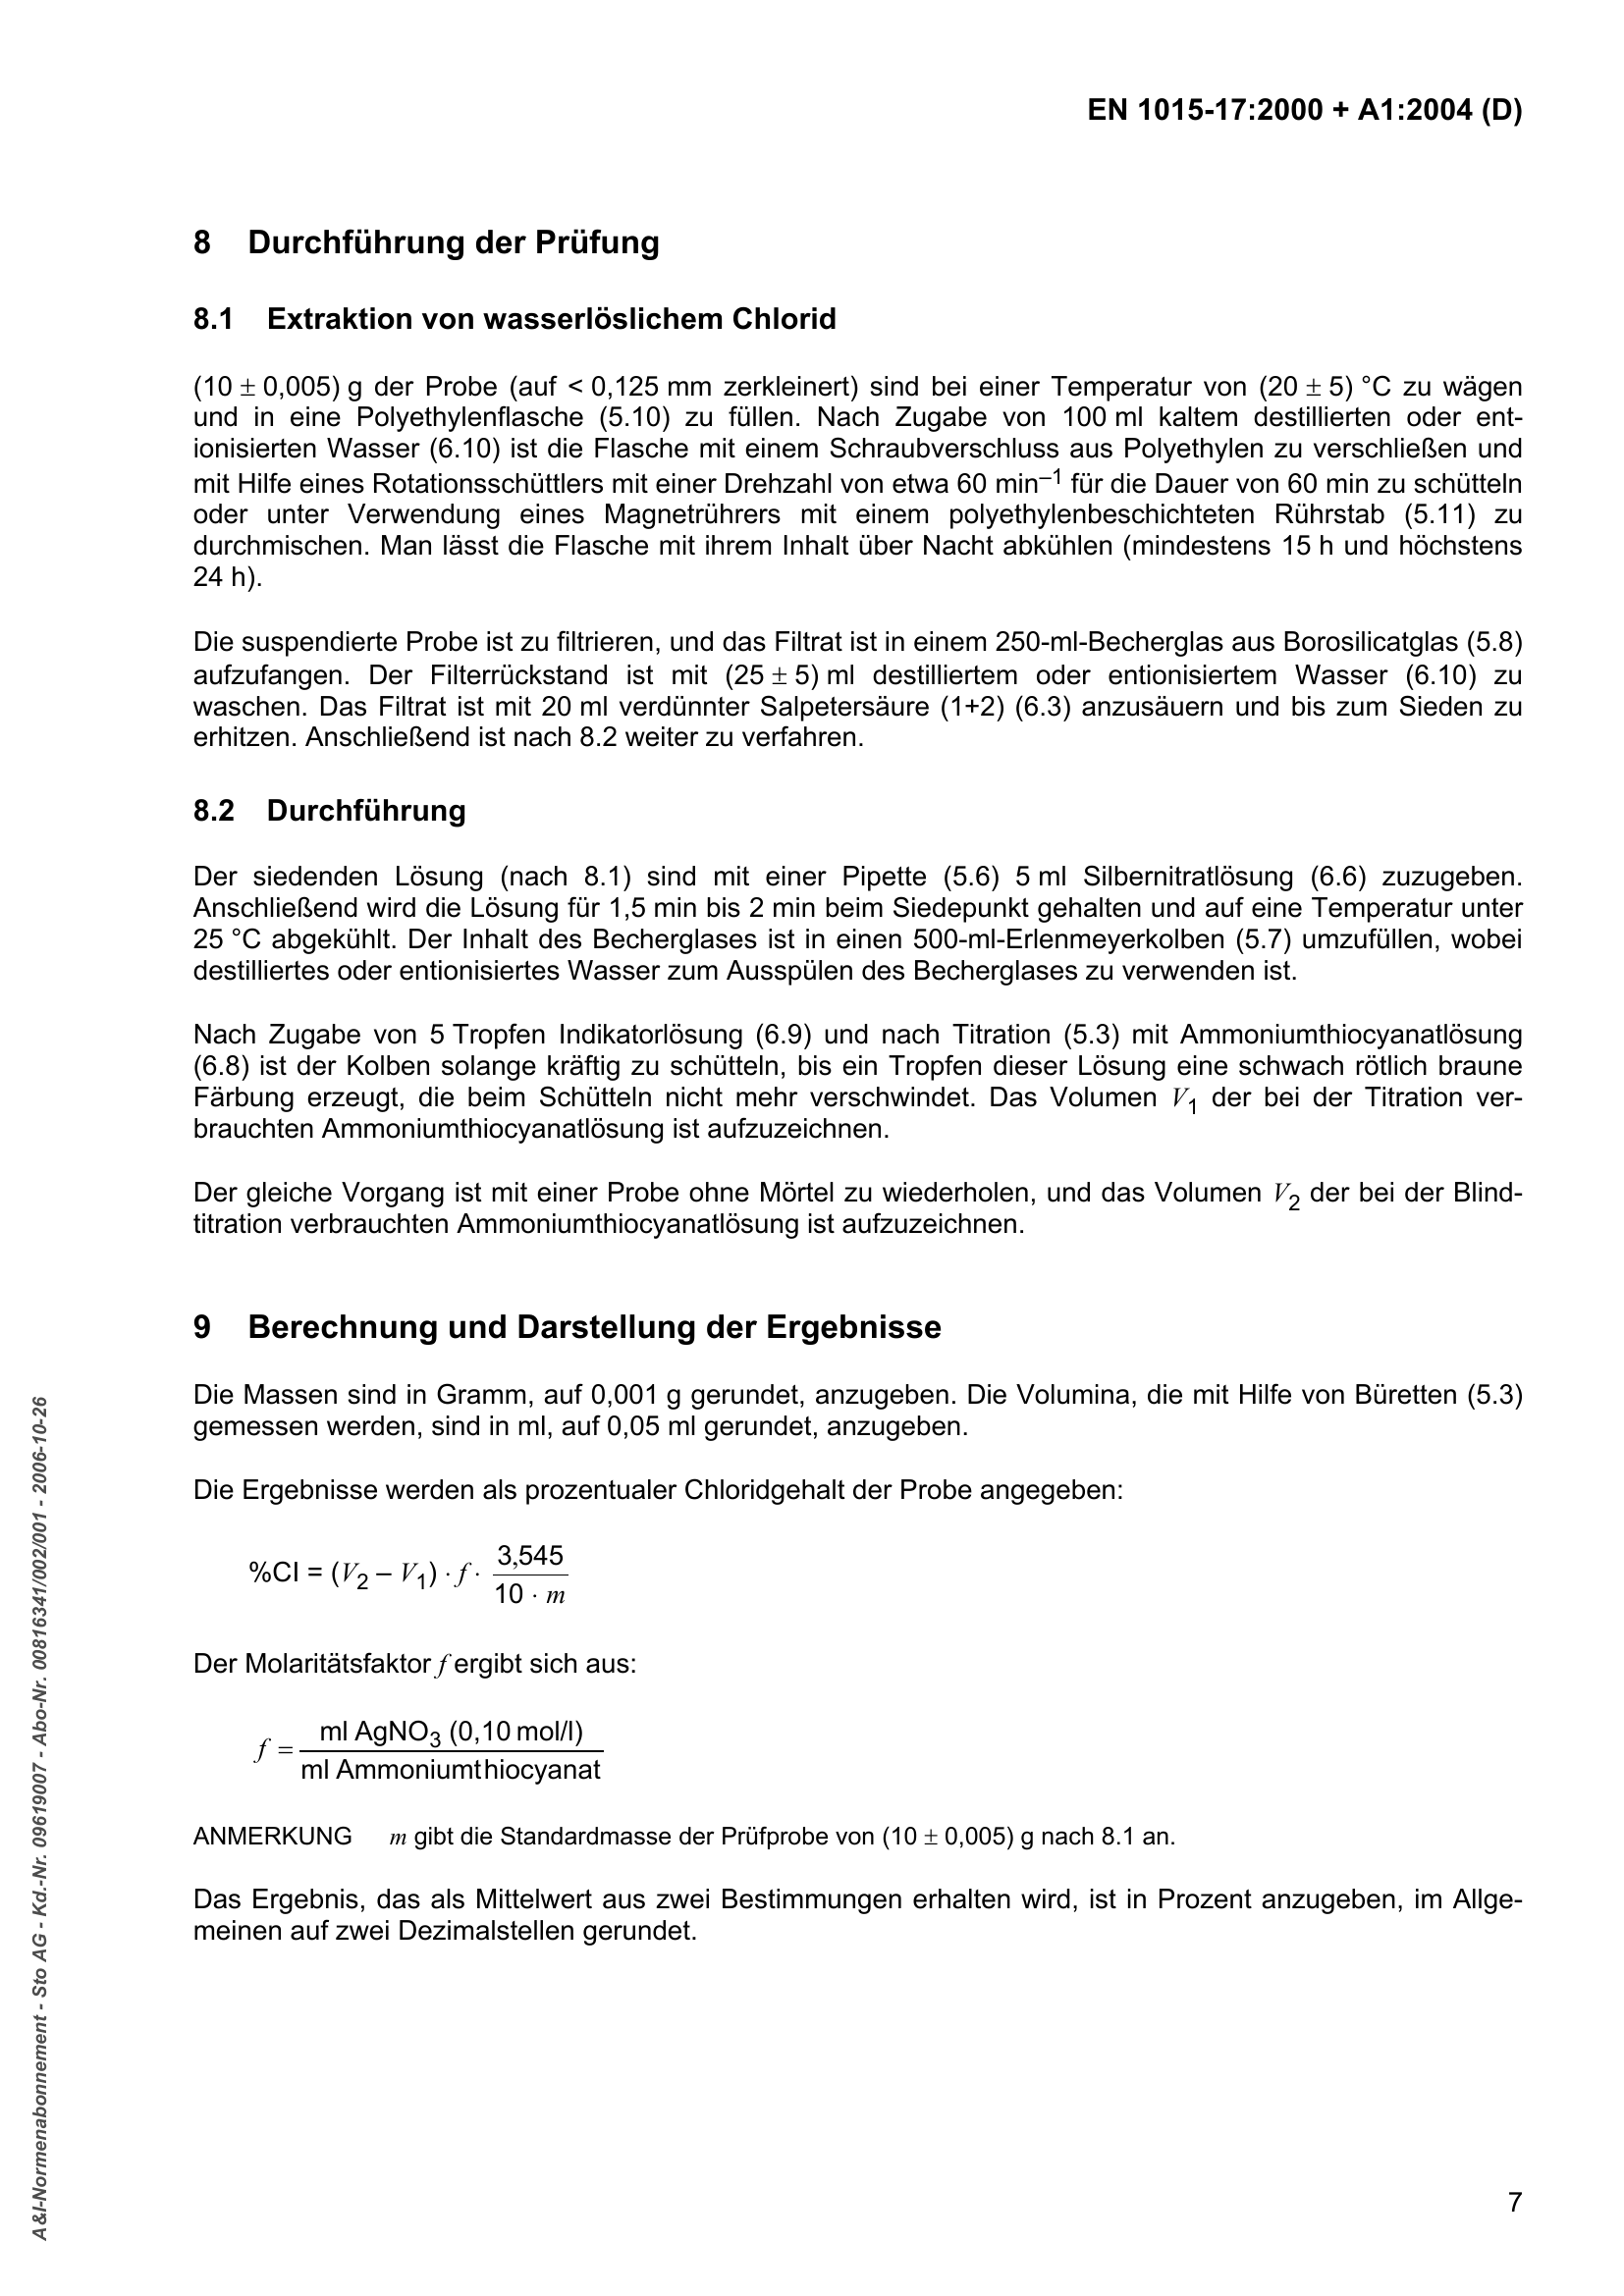 EN 1015-17:2000 + A1:2004 (D)
8 Durchführung der Prüfung
8.1 Extraktion von wasserlöslichem Chlorid
(10 ± 0,005) g der Probe (auf < 0,125 mm zerkleinert) sind bei einer Temperatur von (20 ± 5) °C zu wägen
und in eine Polyethylenflasche (5.10) zu füllen. Nach Zugabe von 100 ml kaltem destillierten oder ent-
ionisierten Wasser (6.10) ist die Flasche mit einem Schraubverschluss aus Polyethylen zu verschließen und
mit Hilfe eines Rotationsschüttlers mit einer Drehzahl von etwa 60 min⁻¹ für die Dauer von 60 min zu schütteln
oder unter Verwendung eines Magnetrührers mit einem polyethylenbeschichteten Rührstab (5.11) zu
durchmischen. Man lässt die Flasche mit ihrem Inhalt über Nacht abkühlen (mindestens 15 h und höchstens
24 h).
Die suspendierte Probe ist zu filtrieren, und das Filtrat ist in einem 250-ml-Becherglas aus Borosilicatglas (5.8)
aufzufangen. Der Filterrückstand ist mit (25 ± 5) ml destilliertem oder entionisiertem Wasser (6.10) zu
waschen. Das Filtrat ist mit 20 ml verdünnter Salpetersäure (1+2) (6.3) anzusäuern und bis zum Sieden zu
erhitzen. Anschließend ist nach 8.2 weiter zu verfahren.
8.2 Durchführung
Der siedenden Lösung (nach 8.1) sind mit einer Pipette (5.6) 5 ml Silbernitratlösung (6.6) zuzugeben.
Anschließend wird die Lösung für 1,5 min bis 2 min beim Siedepunkt gehalten und auf eine Temperatur unter
25 °C abgekühlt. Der Inhalt des Becherglases ist in einen 500-ml-Erlenmeyerkolben (5.7) umzufüllen, wobei
destilliertes oder entionisiertes Wasser zum Ausspülen des Becherglases zu verwenden ist.
Nach Zugabe von 5 Tropfen Indikatorlösung (6.9) und nach Titration (5.3) mit Ammoniumthiocyanatlösung
(6.8) ist der Kolben solange kräftig zu schütteln, bis ein Tropfen dieser Lösung eine schwach rötlich braune
Färbung erzeugt, die beim Schütteln nicht mehr verschwindet. Das Volumen V₁ der bei der Titration ver-
brauchten Ammoniumthiocyanatlösung ist aufzuzeichnen.
Der gleiche Vorgang ist mit einer Probe ohne Mörtel zu wiederholen, und das Volumen V₂ der bei der Blind-
titration verbrauchten Ammoniumthiocyanatlösung ist aufzuzeichnen.
9 Berechnung und Darstellung der Ergebnisse
Die Massen sind in Gramm, auf 0,001 g gerundet, anzugeben. Die Volumina, die mit Hilfe von Büretten (5.3)
gemessen werden, sind in ml, auf 0,05 ml gerundet, anzugeben.
Die Ergebnisse werden als prozentualer Chloridgehalt der Probe angegeben:
3,545
%Cl = (V₂ – V₁) · f ·
10 · m
Der Molaritätsfaktor f ergibt sich aus:
ml AgNO₃ (0,10 mol/l)
f =
ml Ammoniumthiocyanat
ANMERKUNG m gibt die Standardmasse der Prüfprobe von (10 ± 0,005) g nach 8.1 an.
Das Ergebnis, das als Mittelwert aus zwei Bestimmungen erhalten wird, ist in Prozent anzugeben, im Allge-
meinen auf zwei Dezimalstellen gerundet.
A&I-Normenabonnement - Sto AG - Kd.-Nr. 09619007 - Abo-Nr. 00816341/002/001 - 2006-10-26
7